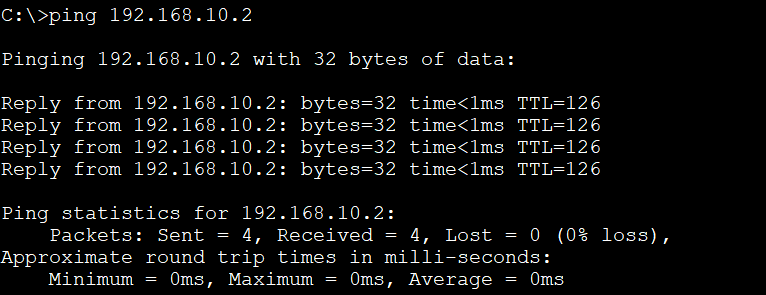 C:\>ping 192.168.10.2
Pinging 192.168.10.2 with 32 bytes of data:
Reply from 192.168.10.2: bytes=32 time<1ms TTL=126
Reply from 192.168.10.2: bytes=32 time<1ms TTL=126
Reply from 192.168.10.2: bytes=32 time<1ms TTL=126
Reply from 192.168.10.2: bytes=32 time<1ms TTL=126
Ping statistics for 192.168.10.2:
    Packets: Sent = 4, Received = 4, Lost = 0 (0% loss),
Approximate round trip times in milli-seconds:
    Minimum = 0ms, Maximum = 0ms, Average = 0ms